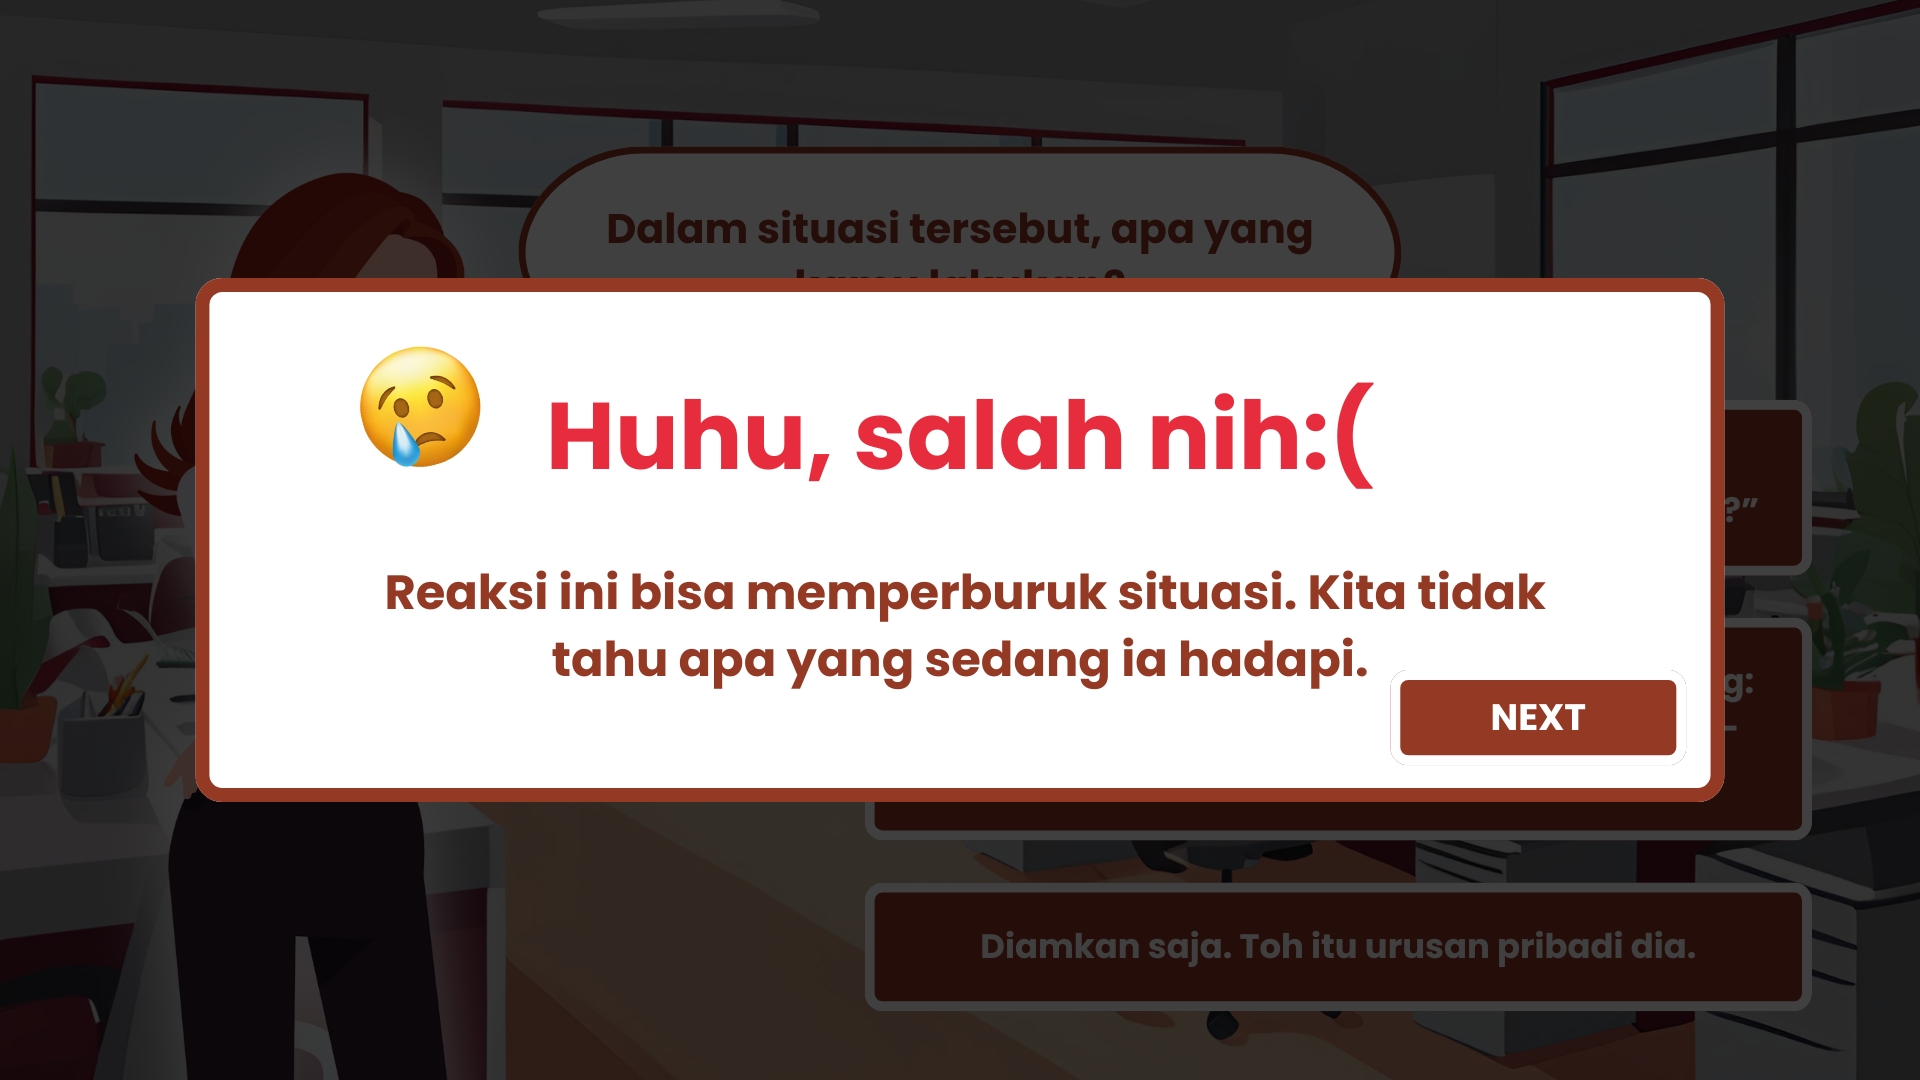 Dalam situasi tersebut, apa yang
Huhu, salah nih:(
Reaksi ini bisa memperburuk situasi. Kita tidak
tahu apa yang sedang ia hadapi.
NEXT
?”
g:
Diamkan saja. Toh itu urusan pribadi dia.